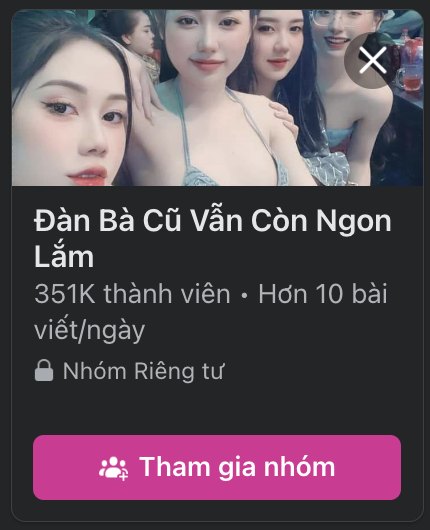 Đàn Bà Cũ Vẫn Còn Ngon
Lắm
351K thành viên • Hơn 10 bài
viết/ngày
Nhóm Riêng tư
Tham gia nhóm